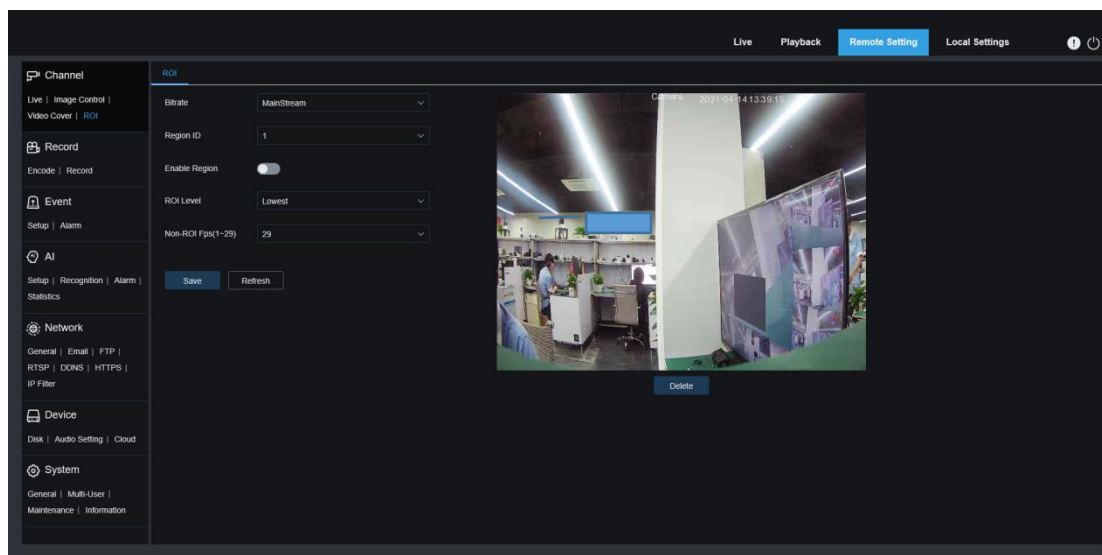 Live Playback Remote Setting Local Settings
Channel
Live | Image Control |
Video Cover | ROI
Record
Encode | Record
Event
Setup | Alarm
AI
Setup | Recognition | Alarm |
Statistics
Network
General | Email | FTP |
RTSP | DDNS | HTTPS |
IP Filter
Device
Disk | Audio Setting | Cloud
System
General | Multi-User |
Maintenance | Information
ROI
Bitrate MainStream
Region ID 1
Enable Region
ROI Level Lowest
Non-ROI Fps(1~29) 29
Save Refresh
Camera 2021-04-14 13:39:15
Delete